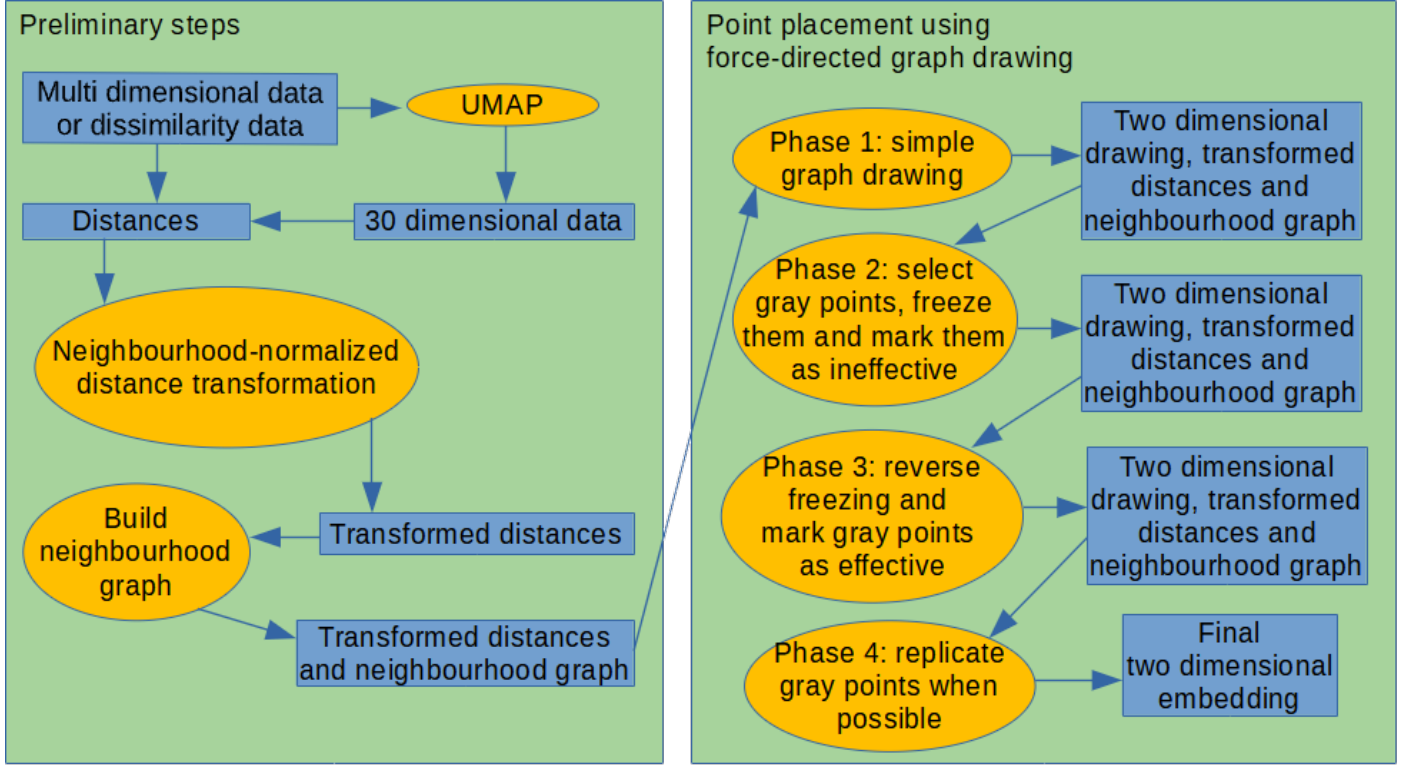 Preliminary steps
Multi dimensional data
or dissimilarity data
UMAP
Distances
30 dimensional data
Neighbourhood-normalized
distance transformation
Transformed distances
Build
neighbourhood
graph
Transformed distances
and neighbourhood graph
Point placement using
force-directed graph drawing
Phase 1: simple
graph drawing
Two dimensional
drawing, transformed
distances and
neighbourhood graph
Phase 2: select
gray points, freeze
them and mark them
as ineffective
Two dimensional
drawing, transformed
distances and
neighbourhood graph
Phase 3: reverse
freezing and
mark gray points
as effective
Two dimensional
drawing, transformed
distances and
neighbourhood graph
Phase 4: replicate
gray points when
possible
Final
two dimensional
embedding